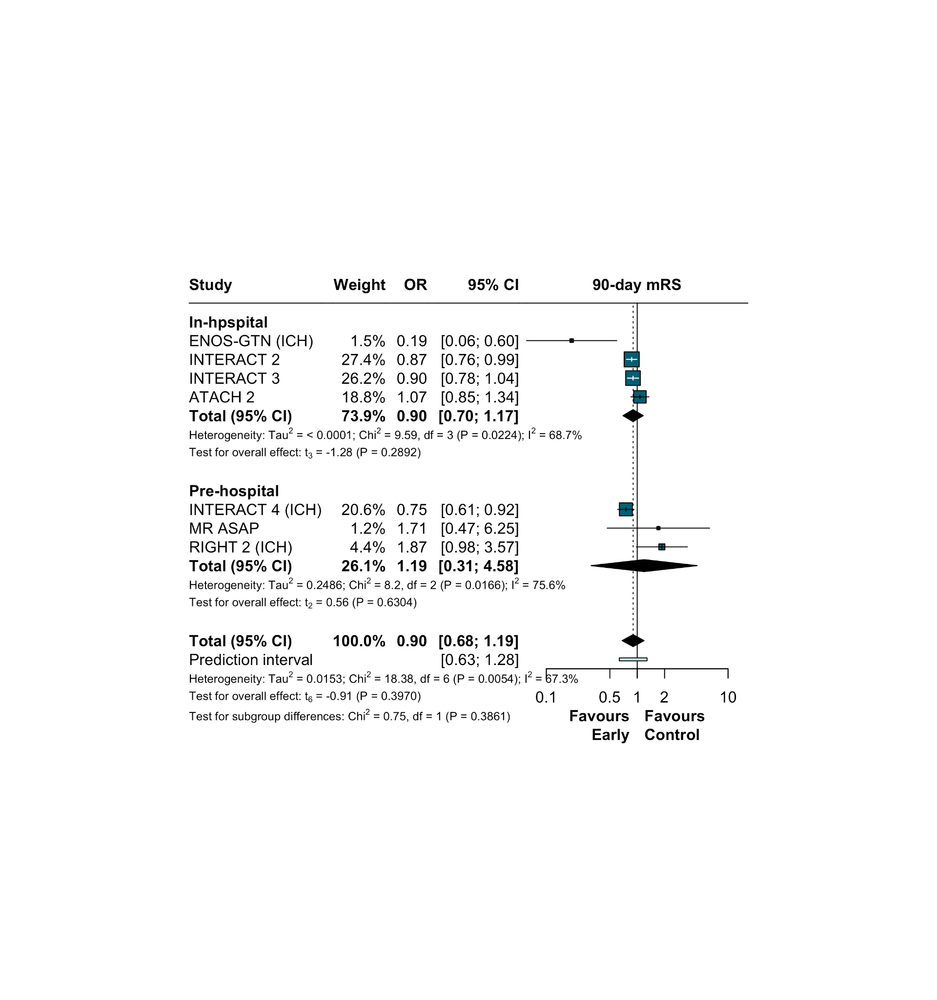 Study Weight OR 95% CI 90-day mRS
In-hpspital
ENOS-GTN (ICH) 1.5% 0.19 [0.06; 0.60]
INTERACT 2 27.4% 0.87 [0.76; 0.99]
INTERACT 3 26.2% 0.90 [0.78; 1.04]
ATACH 2 18.8% 1.07 [0.85; 1.34]
Total (95% CI) 73.9% 0.90 [0.70; 1.17]
Heterogeneity: Tau² = < 0.0001; Chi² = 9.59, df = 3 (P = 0.0224); I² = 68.7%
Test for overall effect: t₃ = -1.28 (P = 0.2892)
Pre-hospital
INTERACT 4 (ICH) 20.6% 0.75 [0.61; 0.92]
MR ASAP 1.2% 1.71 [0.47; 6.25]
RIGHT 2 (ICH) 4.4% 1.87 [0.98; 3.57]
Total (95% CI) 26.1% 1.19 [0.31; 4.58]
Heterogeneity: Tau² = 0.2486; Chi² = 8.2, df = 2 (P = 0.0166); I² = 75.6%
Test for overall effect: t₂ = 0.56 (P = 0.6304)
Total (95% CI) 100.0% 0.90 [0.68; 1.19]
Prediction interval [0.63; 1.28]
Heterogeneity: Tau² = 0.0153; Chi² = 18.38, df = 6 (P = 0.0054); I² = 67.3%
Test for overall effect: t₆ = -0.91 (P = 0.3970)
0.1 0.5 1 2 10
Test for subgroup differences: Chi² = 0.75, df = 1 (P = 0.3861)
Favours Favours
Early Control